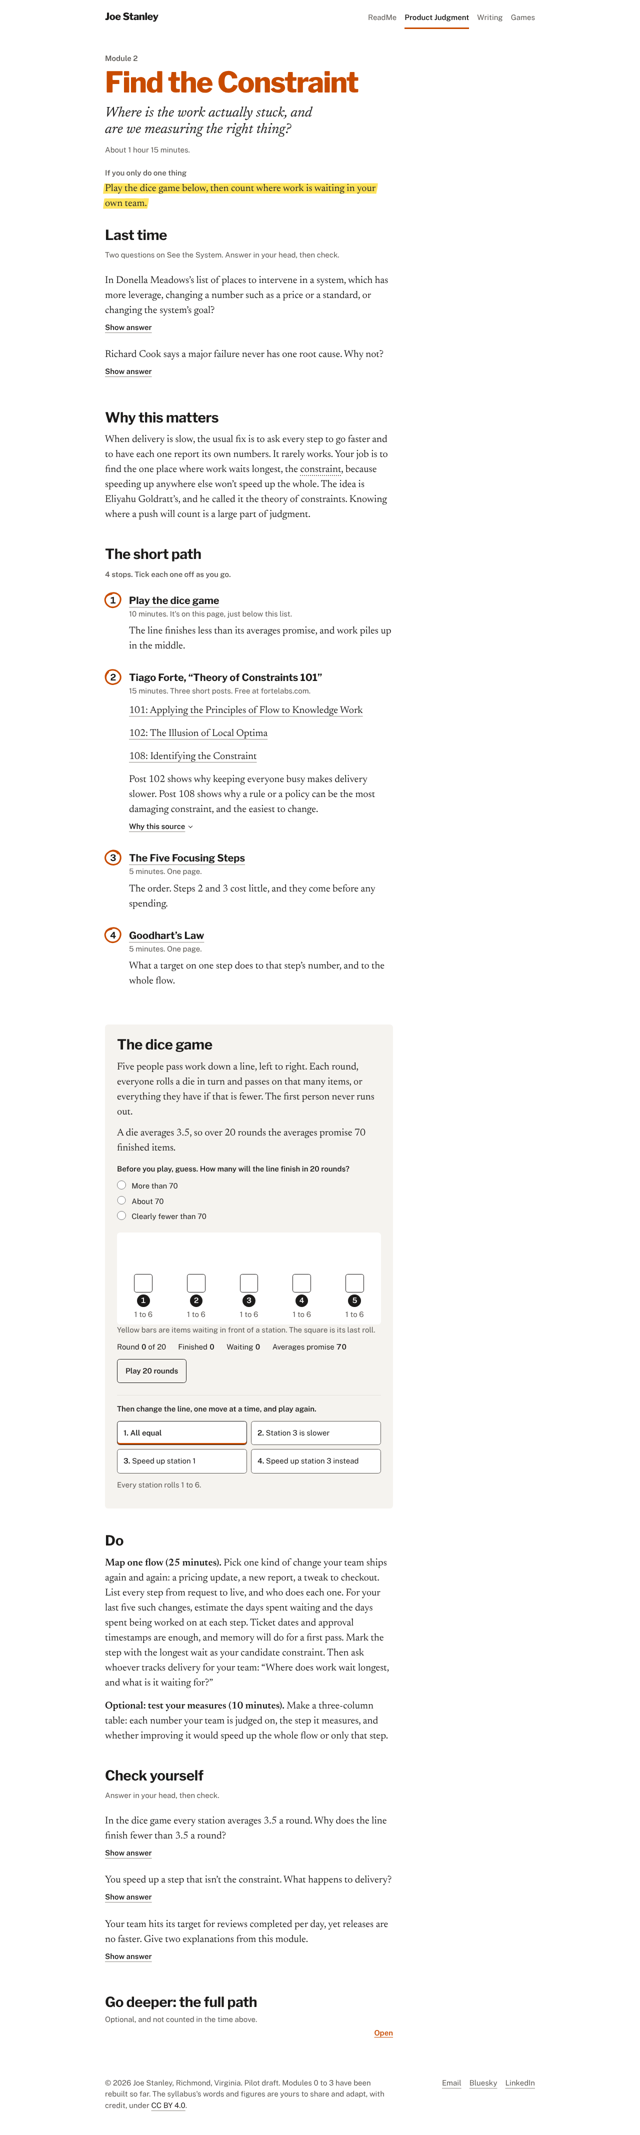 Joe Stanley
ReadMe Product Judgment Writing Games
Module 2
Find the Constraint
Where is the work actually stuck, and
are we measuring the right thing?
About 1 hour 15 minutes.
If you only do one thing
Play the dice game below, then count where work is waiting in your
own team.
Last time
Two questions on See the System. Answer in your head, then check.
In Donella Meadows’s list of places to intervene in a system, which has
more leverage, changing a number such as a price or a standard, or
changing the system’s goal?
Show answer
Richard Cook says a major failure never has one root cause. Why not?
Show answer
Why this matters
When delivery is slow, the usual fix is to ask every step to go faster and
to have each one report its own numbers. It rarely works. Your job is to
find the one place where work waits longest, the constraint, because
speeding up anywhere else won’t speed up the whole. The idea is
Eliyahu Goldratt’s, and he called it the theory of constraints. Knowing
where a push will count is a large part of judgment.
The short path
4 stops. Tick each one off as you go.
1 Play the dice game
10 minutes. It’s on this page, just below this list.
The line finishes less than its averages promise, and work piles up
in the middle.
2 Tiago Forte, “Theory of Constraints 101”
15 minutes. Three short posts. Free at fortelabs.com.
101: Applying the Principles of Flow to Knowledge Work
102: The Illusion of Local Optima
108: Identifying the Constraint
Post 102 shows why keeping everyone busy makes delivery
slower. Post 108 shows why a rule or a policy can be the most
damaging constraint, and the easiest to change.
Why this source
3 The Five Focusing Steps
5 minutes. One page.
The order. Steps 2 and 3 cost little, and they come before any
spending.
4 Goodhart’s Law
5 minutes. One page.
What a target on one step does to that step’s number, and to the
whole flow.
The dice game
Five people pass work down a line, left to right. Each round,
everyone rolls a die in turn and passes on that many items, or
everything they have if that is fewer. The first person never runs
out.
A die averages 3.5, so over 20 rounds the averages promise 70
finished items.
Before you play, guess. How many will the line finish in 20 rounds?
More than 70
About 70
Clearly fewer than 70
1 2 3 4 5
1 to 6 1 to 6 1 to 6 1 to 6 1 to 6
Yellow bars are items waiting in front of a station. The square is its last roll.
Round 0 of 20 Finished 0 Waiting 0 Averages promise 70
Play 20 rounds
Then change the line, one move at a time, and play again.
1. All equal 2. Station 3 is slower
3. Speed up station 1 4. Speed up station 3 instead
Every station rolls 1 to 6.
Do
Map one flow (25 minutes). Pick one kind of change your team ships
again and again: a pricing update, a new report, a tweak to checkout.
List every step from request to live, and who does each one. For your
last five such changes, estimate the days spent waiting and the days
spent being worked on at each step. Ticket dates and approval
timestamps are enough, and memory will do for a first pass. Mark the
step with the longest wait as your candidate constraint. Then ask
whoever tracks delivery for your team: “Where does work wait longest,
and what is it waiting for?”
Optional: test your measures (10 minutes). Make a three-column
table: each number your team is judged on, the step it measures, and
whether improving it would speed up the whole flow or only that step.
Check yourself
Answer in your head, then check.
In the dice game every station averages 3.5 a round. Why does the line
finish fewer than 3.5 a round?
Show answer
You speed up a step that isn’t the constraint. What happens to delivery?
Show answer
Your team hits its target for reviews completed per day, yet releases are
no faster. Give two explanations from this module.
Show answer
Go deeper: the full path
Optional, and not counted in the time above.
Open
© 2026 Joe Stanley, Richmond, Virginia. Pilot draft. Modules 0 to 3 have been
rebuilt so far. The syllabus’s words and figures are yours to share and adapt, with
credit, under CC BY 4.0.
Email Bluesky LinkedIn